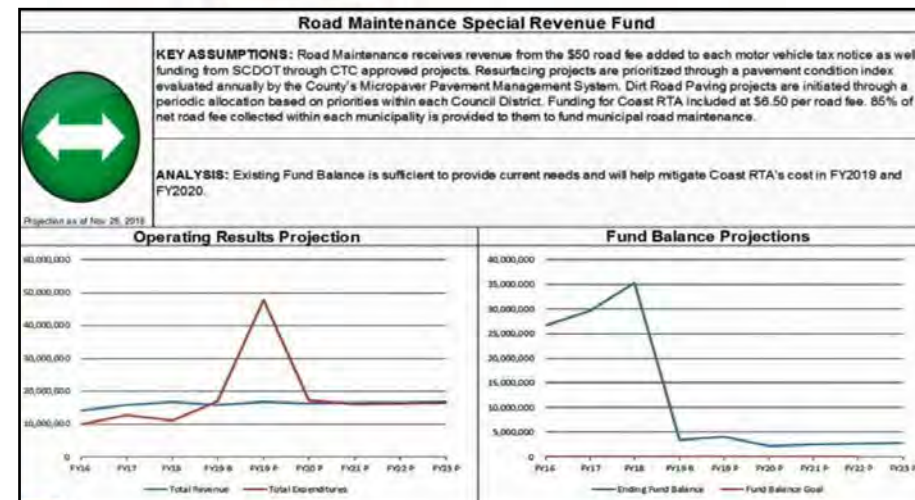 Road Maintenance Special Revenue Fund
KEY ASSUMPTIONS: Road Maintenance receives revenue from the $50 road fee added to each motor vehicle tax notice as well
funding from SCDOT through CTC approved projects. Resurfacing projects are prioritized through a pavement condition index
evaluated annually by the County's Micropaver Pavement Management System. Dirt Road Paving projects are initiated through a
periodic allocation based on priorities within each Council District. Funding for Coast RTA included at $6.50 per road fee. 85% of
net road fee collected within each municipality is provided to them to fund municipal road maintenance.
ANALYSIS: Existing Fund Balance is sufficient to provide current needs and will help mitigate Coast RTA's cost in FY2019 and
FY2020.
Projection as of Nov 26, 2018
Operating Results Projection
60,000,000
50,000,000
40,000,000
30,000,000
20,000,000
10,000,000
0
FY16 FY17 FY18 FY19 B FY19 P FY20 P FY21 P FY22 P FY23 P
Total Revenue Total Expenditures
Fund Balance Projections
40,000,000
35,000,000
30,000,000
25,000,000
20,000,000
15,000,000
10,000,000
5,000,000
0
FY16 FY17 FY18 FY19 B FY19 P FY20 P FY21 P FY22 P FY23 P
Ending Fund Balance Fund Balance Goal